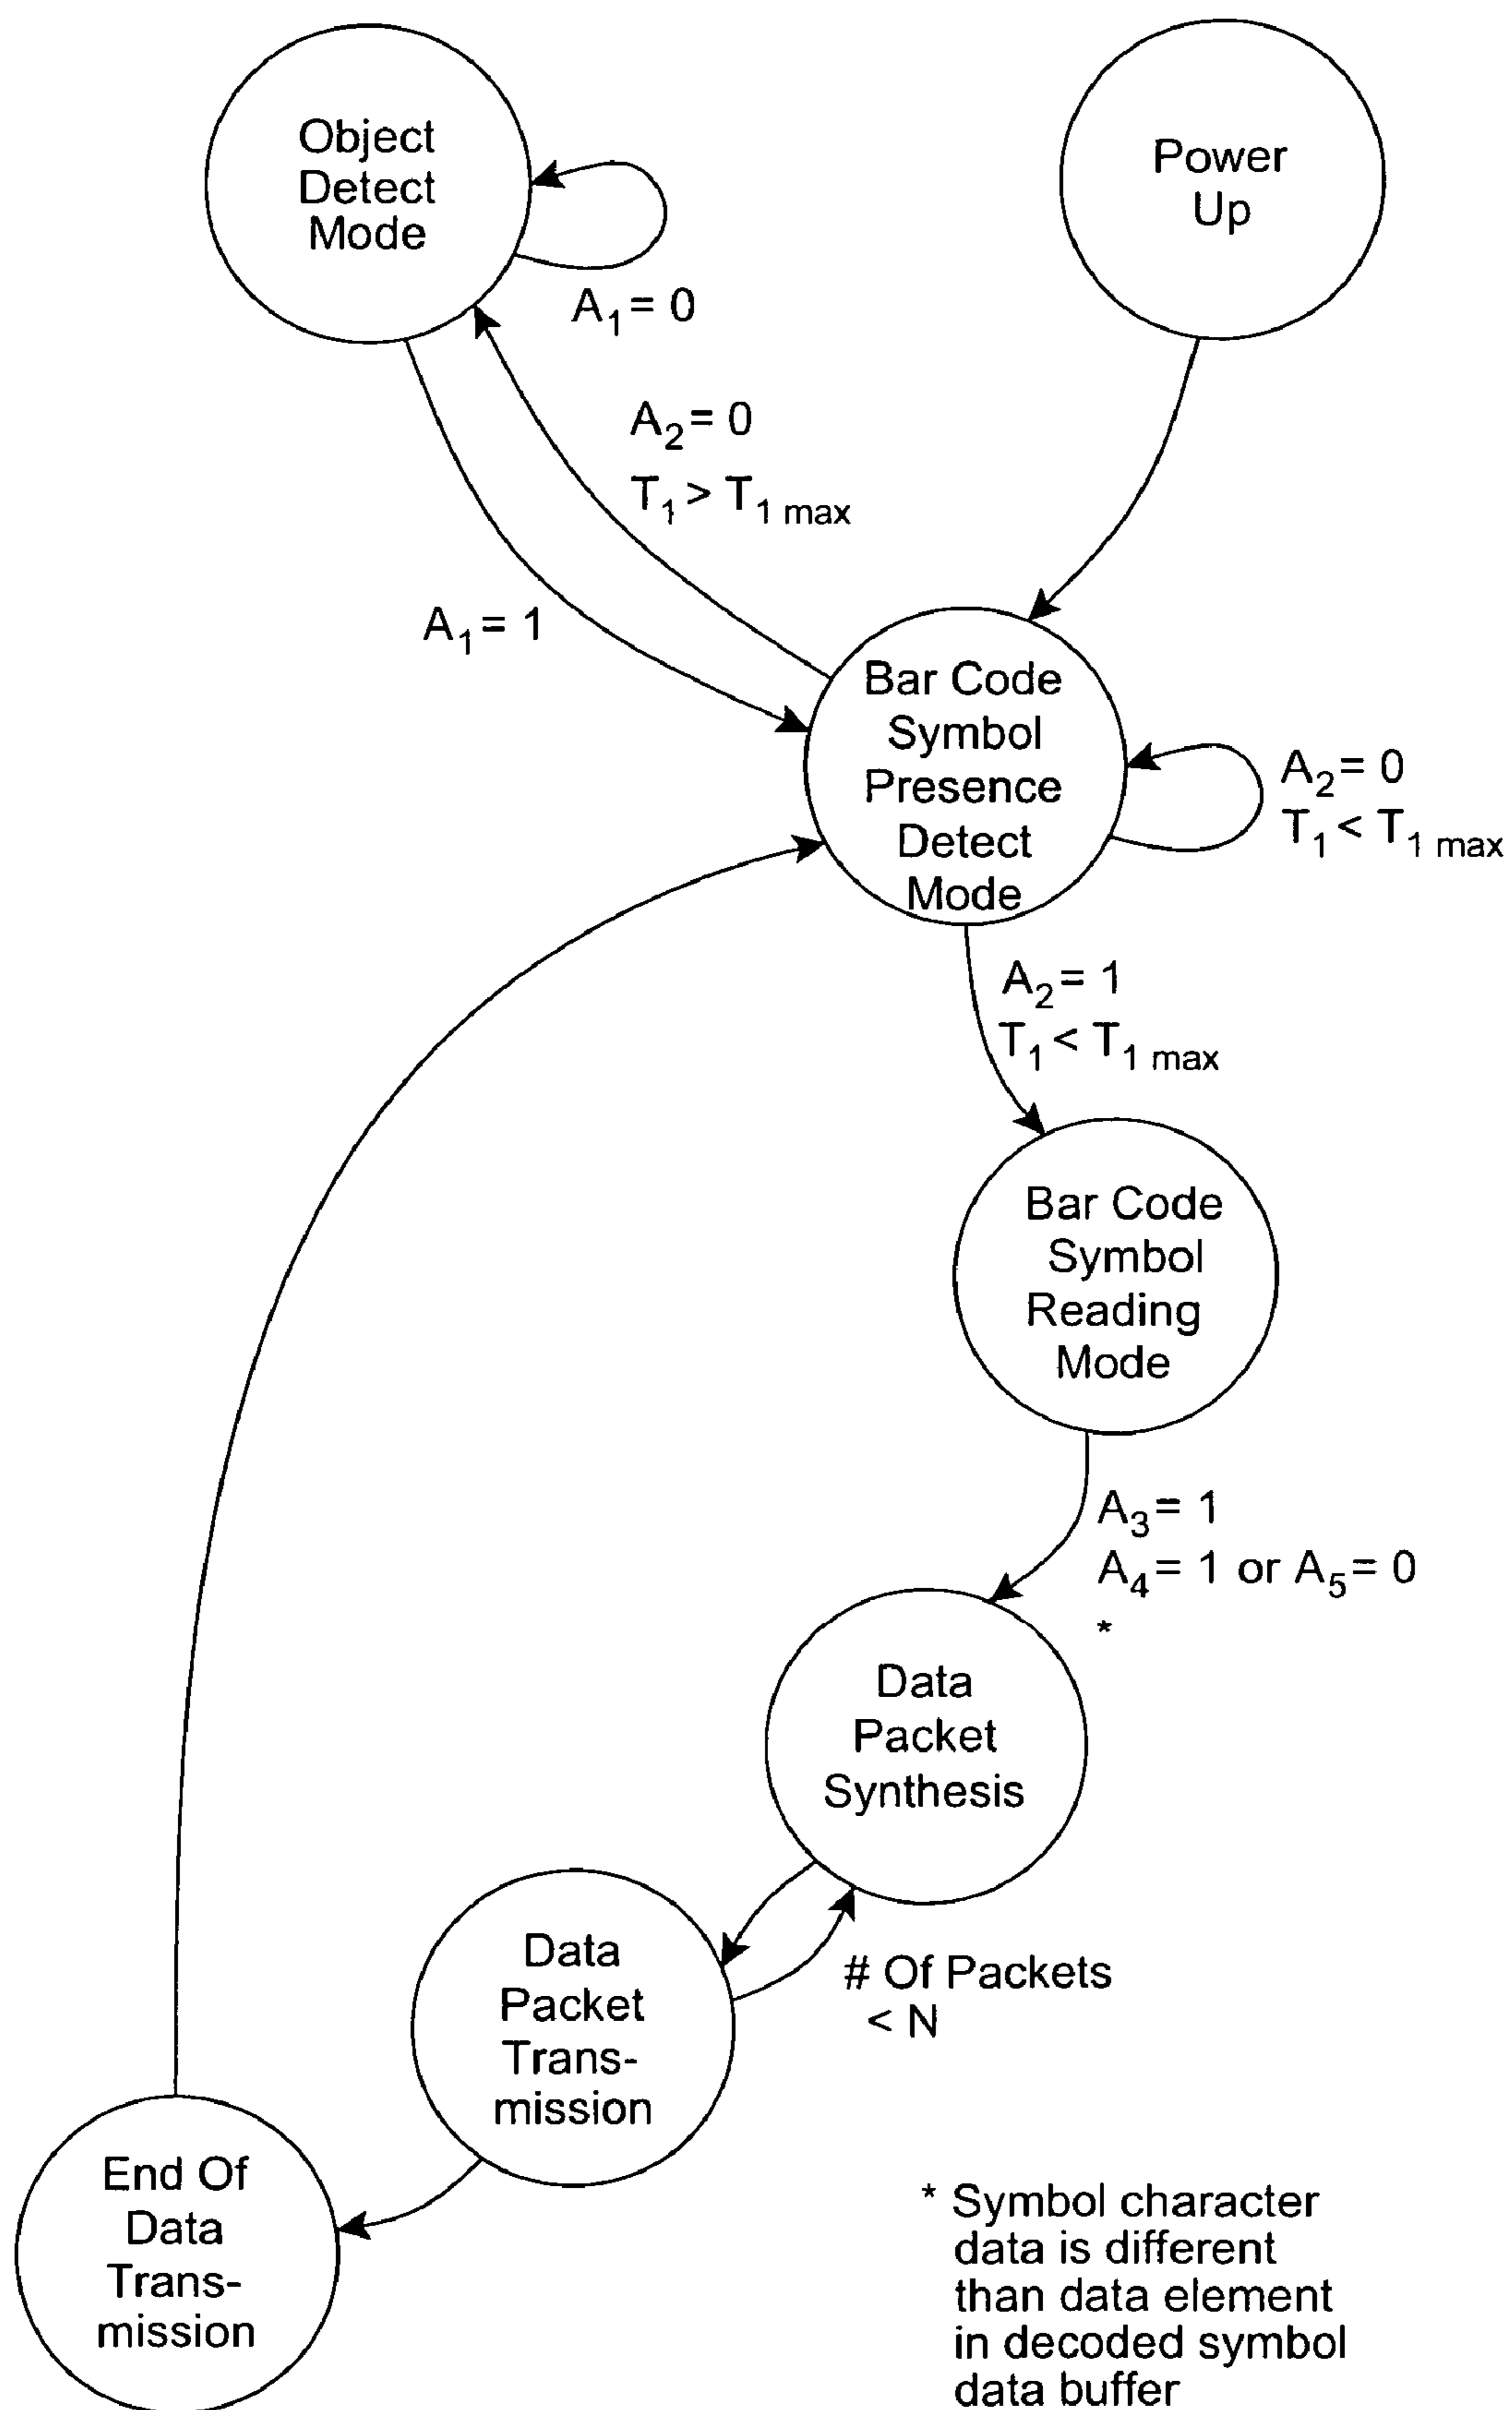 Object
Detect
Mode
Power
Up
A₁ = 0
A₂ = 0
T₁ > T₁ max
A₁ = 1
Bar Code
Symbol
Presence
Detect
Mode
A₂ = 0
T₁ < T₁ max
A₂ = 1
T₁ < T₁ max
Bar Code
Symbol
Reading
Mode
A₃ = 1
A₄ = 1 or A₅ = 0
*
Data
Packet
Synthesis
Data
Packet
Trans-
mission
# Of Packets
< N
End Of
Data
Trans-
mission
* Symbol character
data is different
than data element
in decoded symbol
data buffer